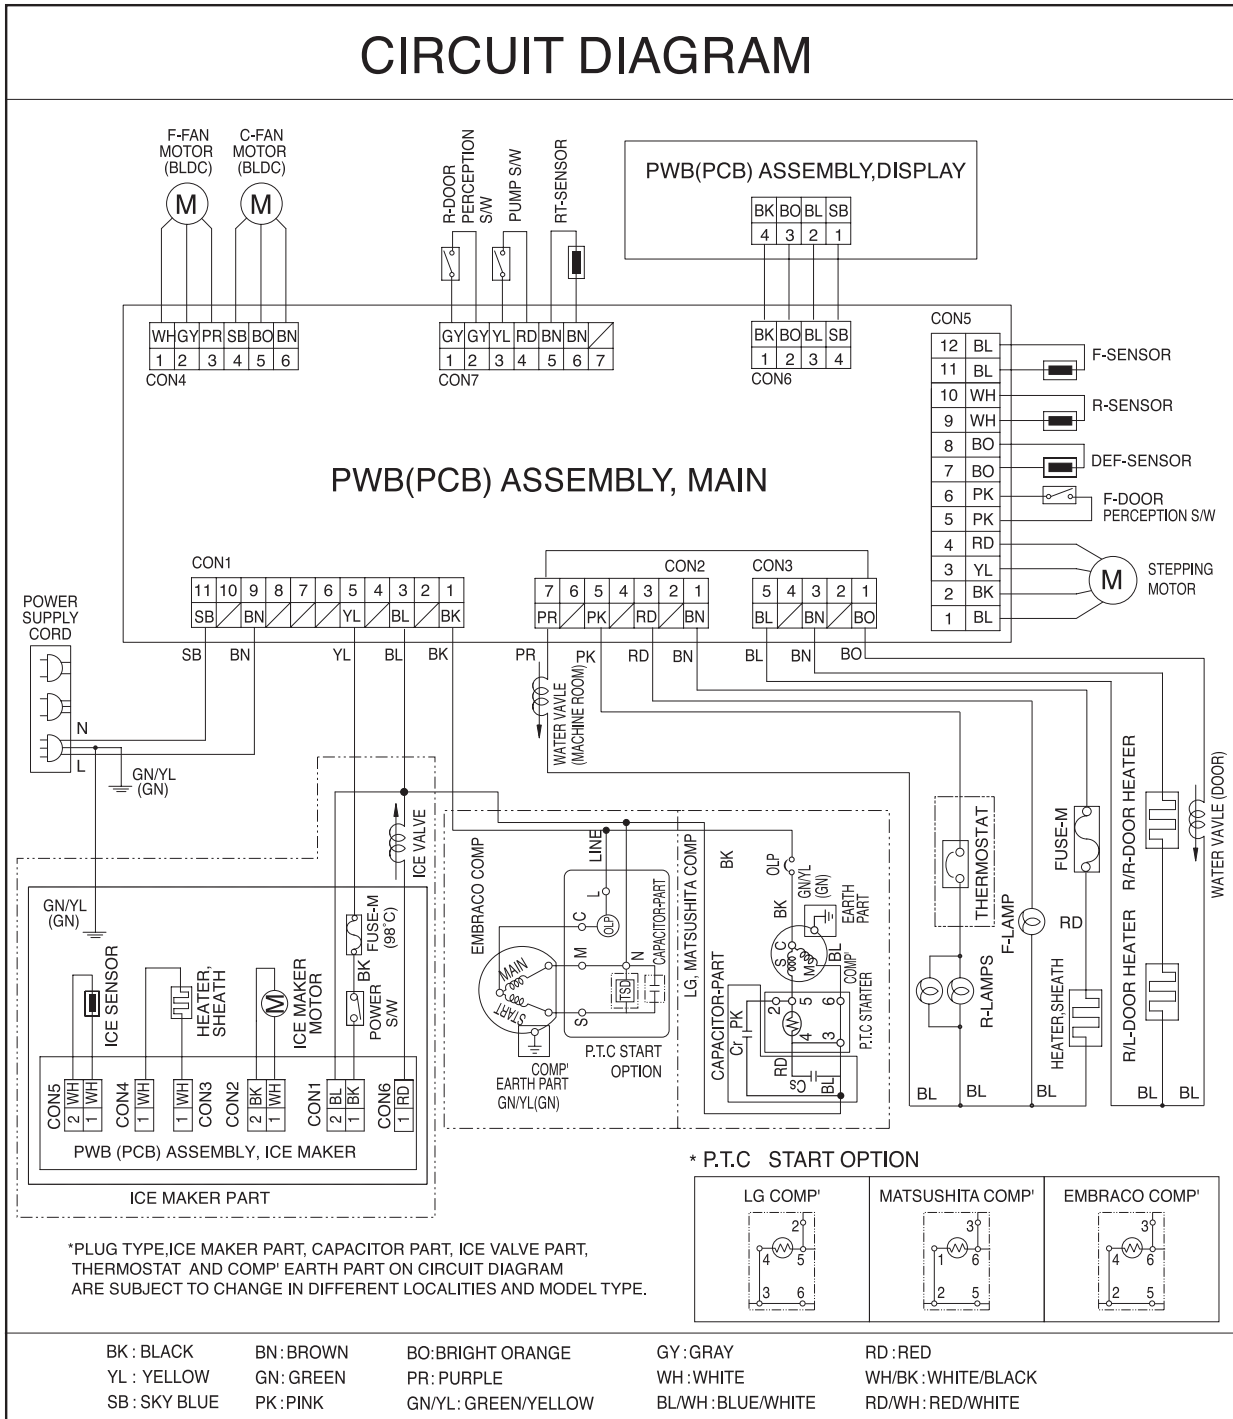 CIRCUIT DIAGRAM
F-FAN
MOTOR
(BLDC)
C-FAN
MOTOR
(BLDC)
M
M
R-DOOR
PERCEPTION
S/W
PUMP S/W
RT-SENSOR
PWB(PCB) ASSEMBLY,DISPLAY
BK BO BL SB
4 3 2 1
WH GY PR SB BO BN
1 2 3 4 5 6
CON4
GY GY YL RD BN BN
1 2 3 4 5 6 7
CON7
BK BO BL SB
1 2 3 4
CON6
CON5
12 BL
11 BL
10 WH
9 WH
8 BO
7 BO
6 PK
5 PK
4 RD
3 YL
2 BK
1 BL
F-SENSOR
R-SENSOR
DEF-SENSOR
F-DOOR
PERCEPTION S/W
M
STEPPING
MOTOR
PWB(PCB) ASSEMBLY, MAIN
CON1
11 10 9 8 7 6 5 4 3 2 1
SB BN YL BL BK
CON2
7 6 5 4 3 2 1
PR PK RD BN
CON3
5 4 3 2 1
BL BN BO
SB BN YL BL BK PR PK RD BN BL BN BO
POWER
SUPPLY
CORD
N
L
GN/YL
(GN)
WATER VAVLE
(MACHINE ROOM)
ICE VALVE
GN/YL
(GN)
ICE SENSOR
HEATER,
SHEATH
M
ICE MAKER
MOTOR
FUSE-M
(98°C)
BK
POWER
S/W
CON5
2 WH
1 WH
CON4
1 WH
1 WH
CON3
CON2
2 BK
1 WH
CON1
2 BL
1 BK
CON6
1 RD
PWB (PCB) ASSEMBLY, ICE MAKER
ICE MAKER PART
EMBRACO COMP
LINE
L
C
OLP
M
N
S
CAPACITOR-PART
TSD
MAIN
START
P.T.C START
OPTION
COMP'
EARTH PART
GN/YL(GN)
LG, MATSUSHITA COMP
BK
OLP
GN/YL
(GN)
EARTH
PART
BK
BL
C
S
M
COMP'
CAPACITOR-PART
Cr
PK
2
5
6
4
3
P.T.C STARTER
RD
Cs
BL
THERMOSTAT
R-LAMPS
F-LAMP
FUSE-M
RD
HEATER,SHEATH
R/R-DOOR HEATER
R/L-DOOR HEATER
WATER VAVLE (DOOR)
BL BL BL BL BL
* P.T.C START OPTION
LG COMP'
MATSUSHITA COMP'
EMBRACO COMP'
2
4 5
3 6
3
1 6
2 5
3
4 6
2 5
*PLUG TYPE,ICE MAKER PART, CAPACITOR PART, ICE VALVE PART,
THERMOSTAT AND COMP' EARTH PART ON CIRCUIT DIAGRAM
ARE SUBJECT TO CHANGE IN DIFFERENT LOCALITIES AND MODEL TYPE.
BK : BLACK BN : BROWN BO:BRIGHT ORANGE GY : GRAY RD : RED
YL : YELLOW GN: GREEN PR: PURPLE WH : WHITE WH/BK : WHITE/BLACK
SB : SKY BLUE PK : PINK GN/YL: GREEN/YELLOW BL/WH : BLUE/WHITE RD/WH : RED/WHITE